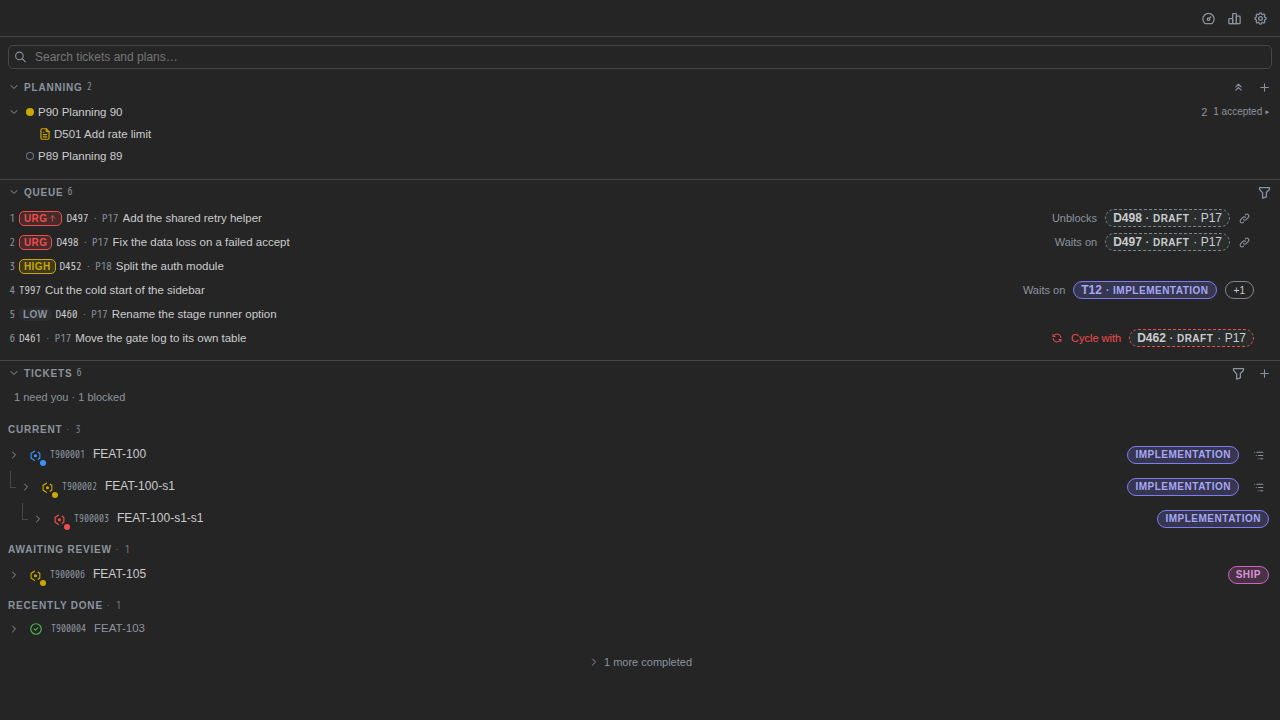 Search tickets and plans…
PLANNING 2
P90 Planning 90 2 1 accepted ▸
D501 Add rate limit
P89 Planning 89
QUEUE 6
1 URG↑ D497 · P17 Add the shared retry helper Unblocks D498 · DRAFT · P17
2 URG D498 · P17 Fix the data loss on a failed accept Waits on D497 · DRAFT · P17
3 HIGH D452 · P18 Split the auth module
4 T997 Cut the cold start of the sidebar Waits on T12 · IMPLEMENTATION +1
5 LOW D460 · P17 Rename the stage runner option
6 D461 · P17 Move the gate log to its own table Cycle with D462 · DRAFT · P17
TICKETS 6
1 need you · 1 blocked
CURRENT · 3
T900001 FEAT-100 IMPLEMENTATION
T900002 FEAT-100-s1 IMPLEMENTATION
T900003 FEAT-100-s1-s1 IMPLEMENTATION
AWAITING REVIEW · 1
T900006 FEAT-105 SHIP
RECENTLY DONE · 1
T900004 FEAT-103
1 more completed